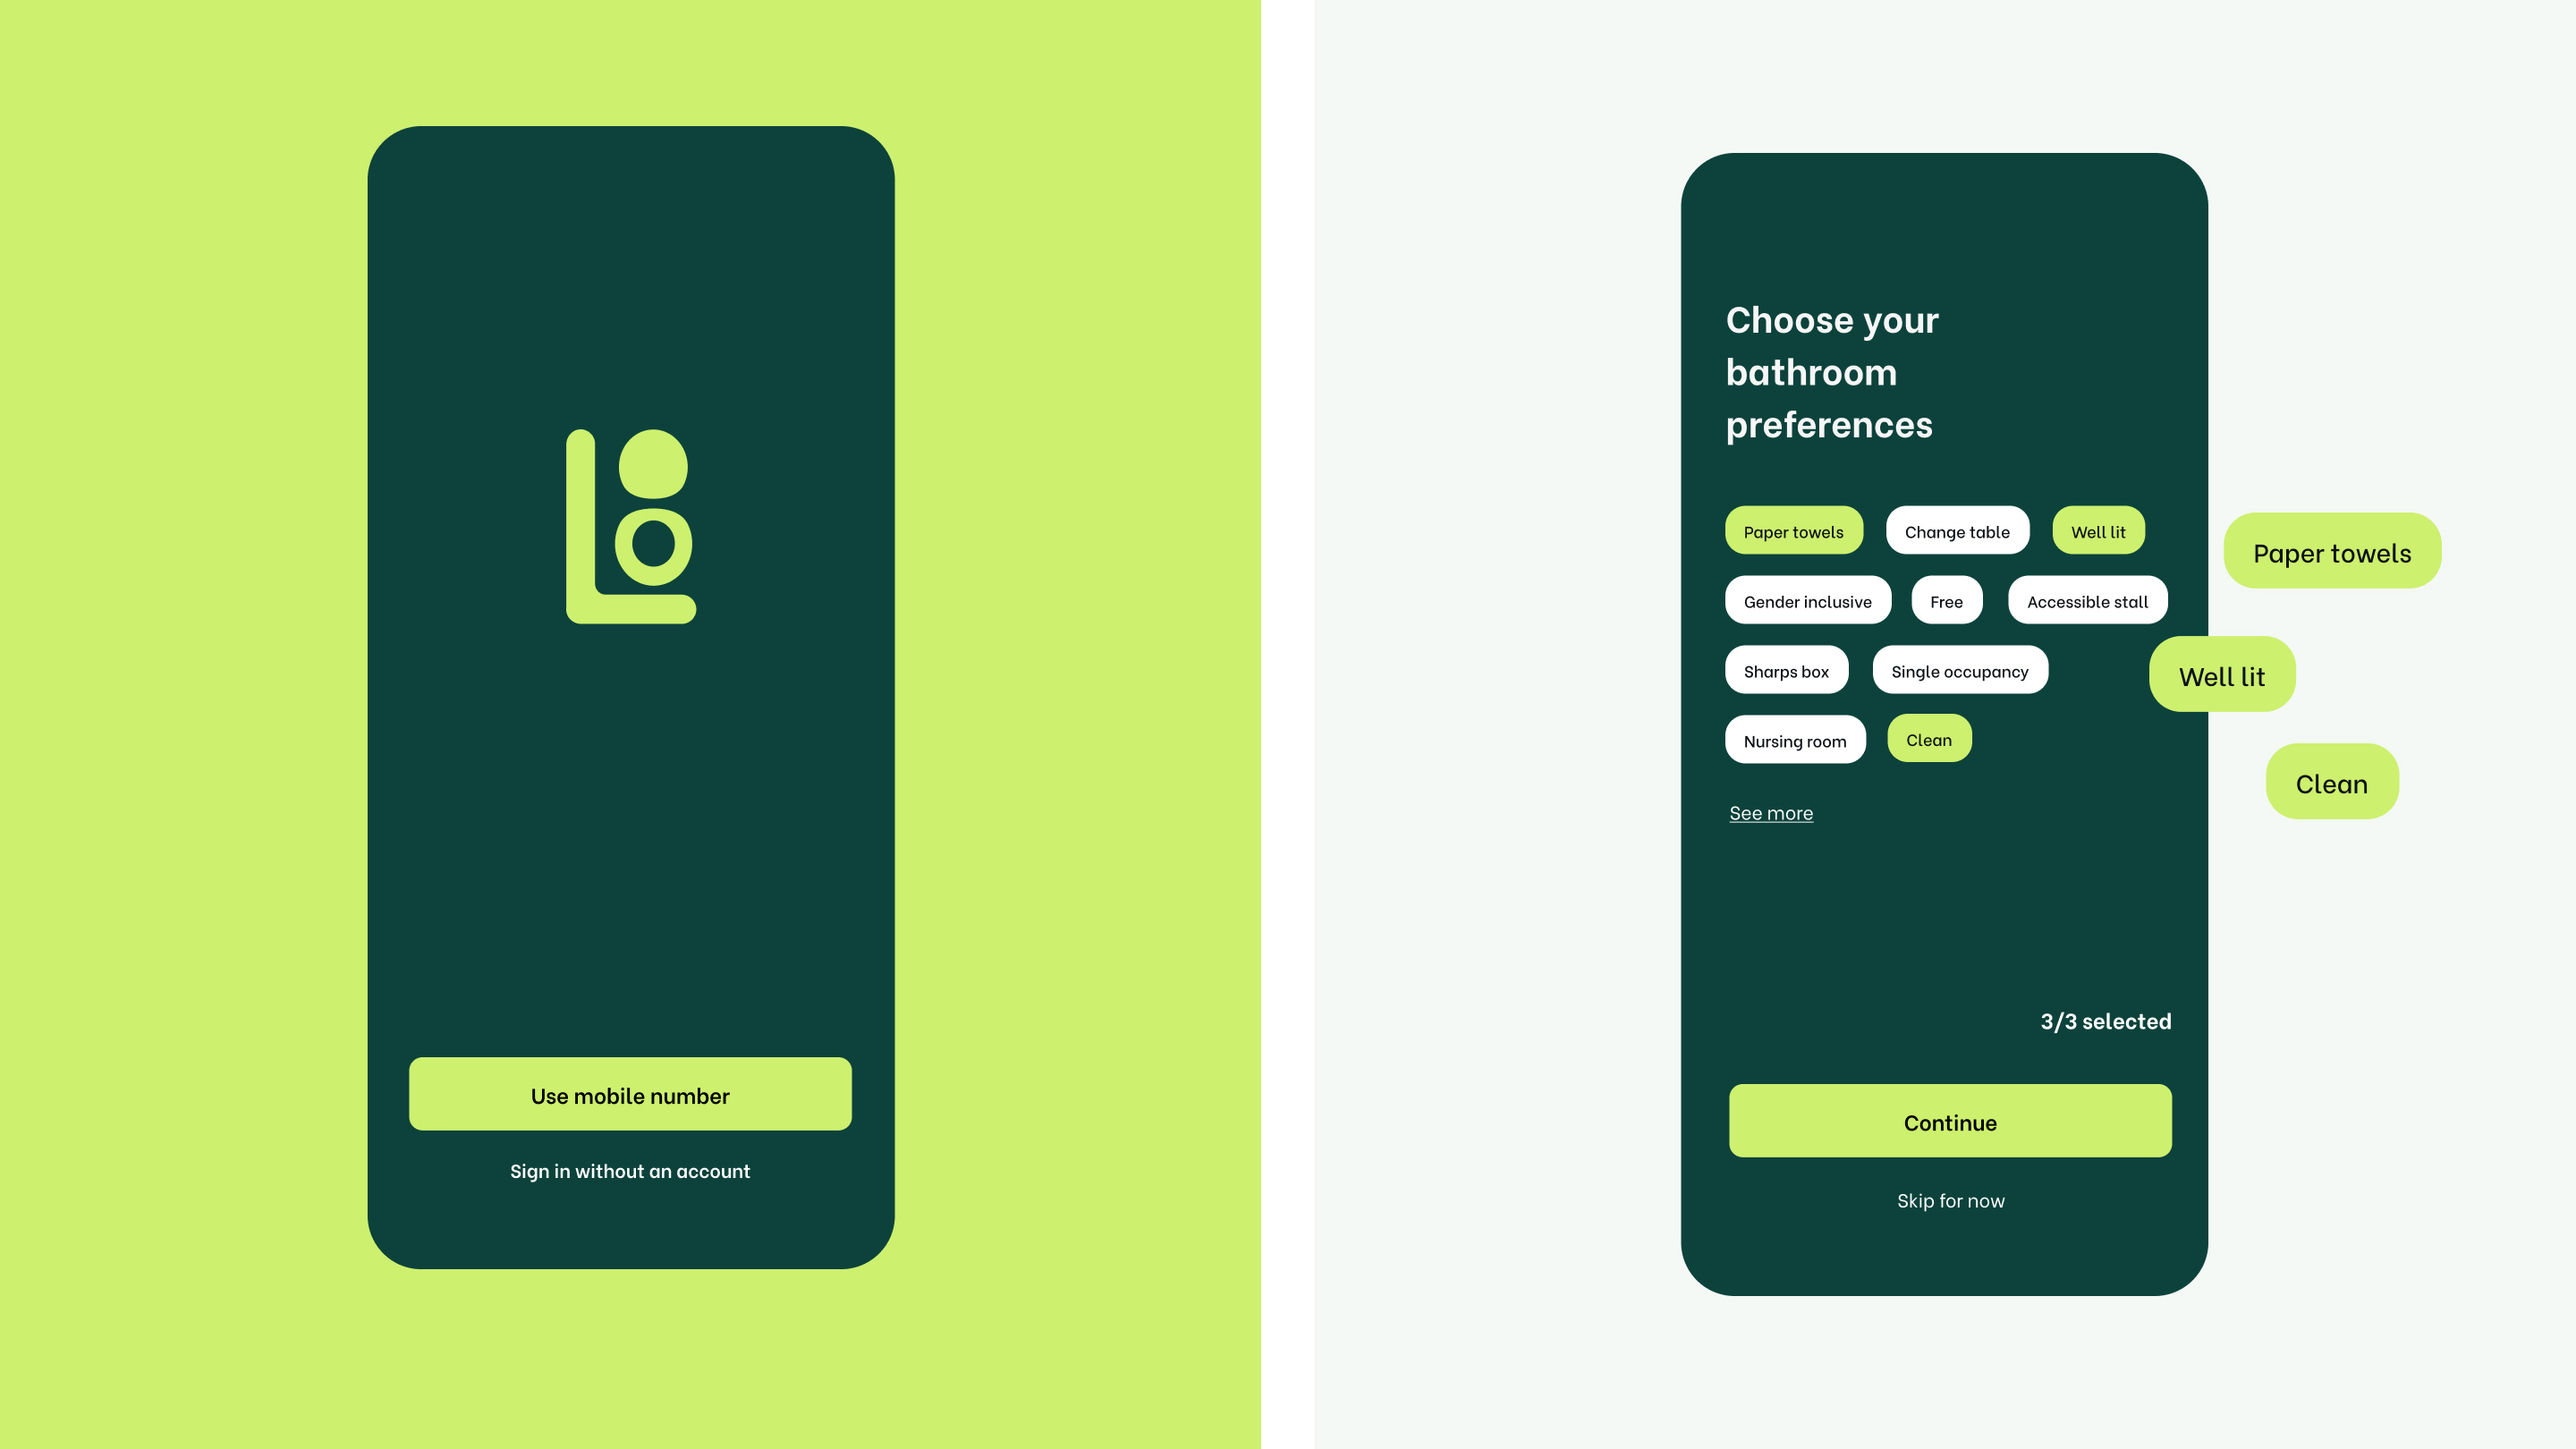 Use mobile number
Sign in without an account
Choose your
bathroom
preferences
Paper towels
Change table
Well lit
Gender inclusive
Free
Accessible stall
Sharps box
Single occupancy
Nursing room
Clean
See more
3/3 selected
Continue
Skip for now
Paper towels
Well lit
Clean